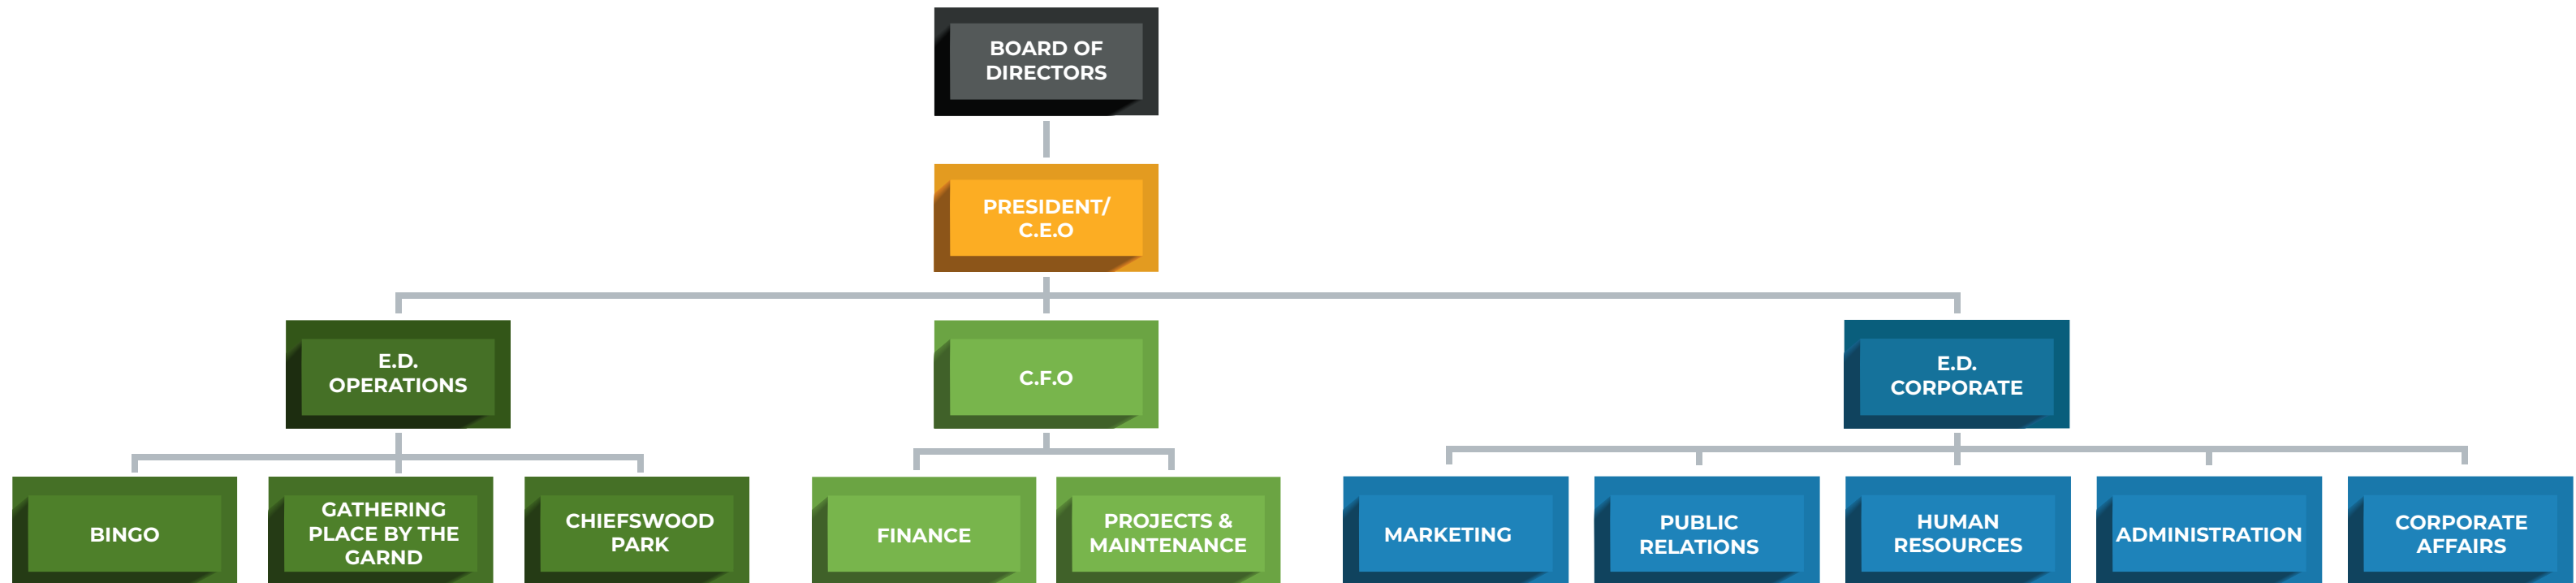 BOARD OF
DIRECTORS
PRESIDENT/
C.E.O
E.D.
OPERATIONS
C.F.O
E.D.
CORPORATE
BINGO
GATHERING
PLACE BY THE
GARND
CHIEFSWOOD
PARK
FINANCE
PROJECTS &
MAINTENANCE
MARKETING
PUBLIC
RELATIONS
HUMAN
RESOURCES
ADMINISTRATION
CORPORATE
AFFAIRS